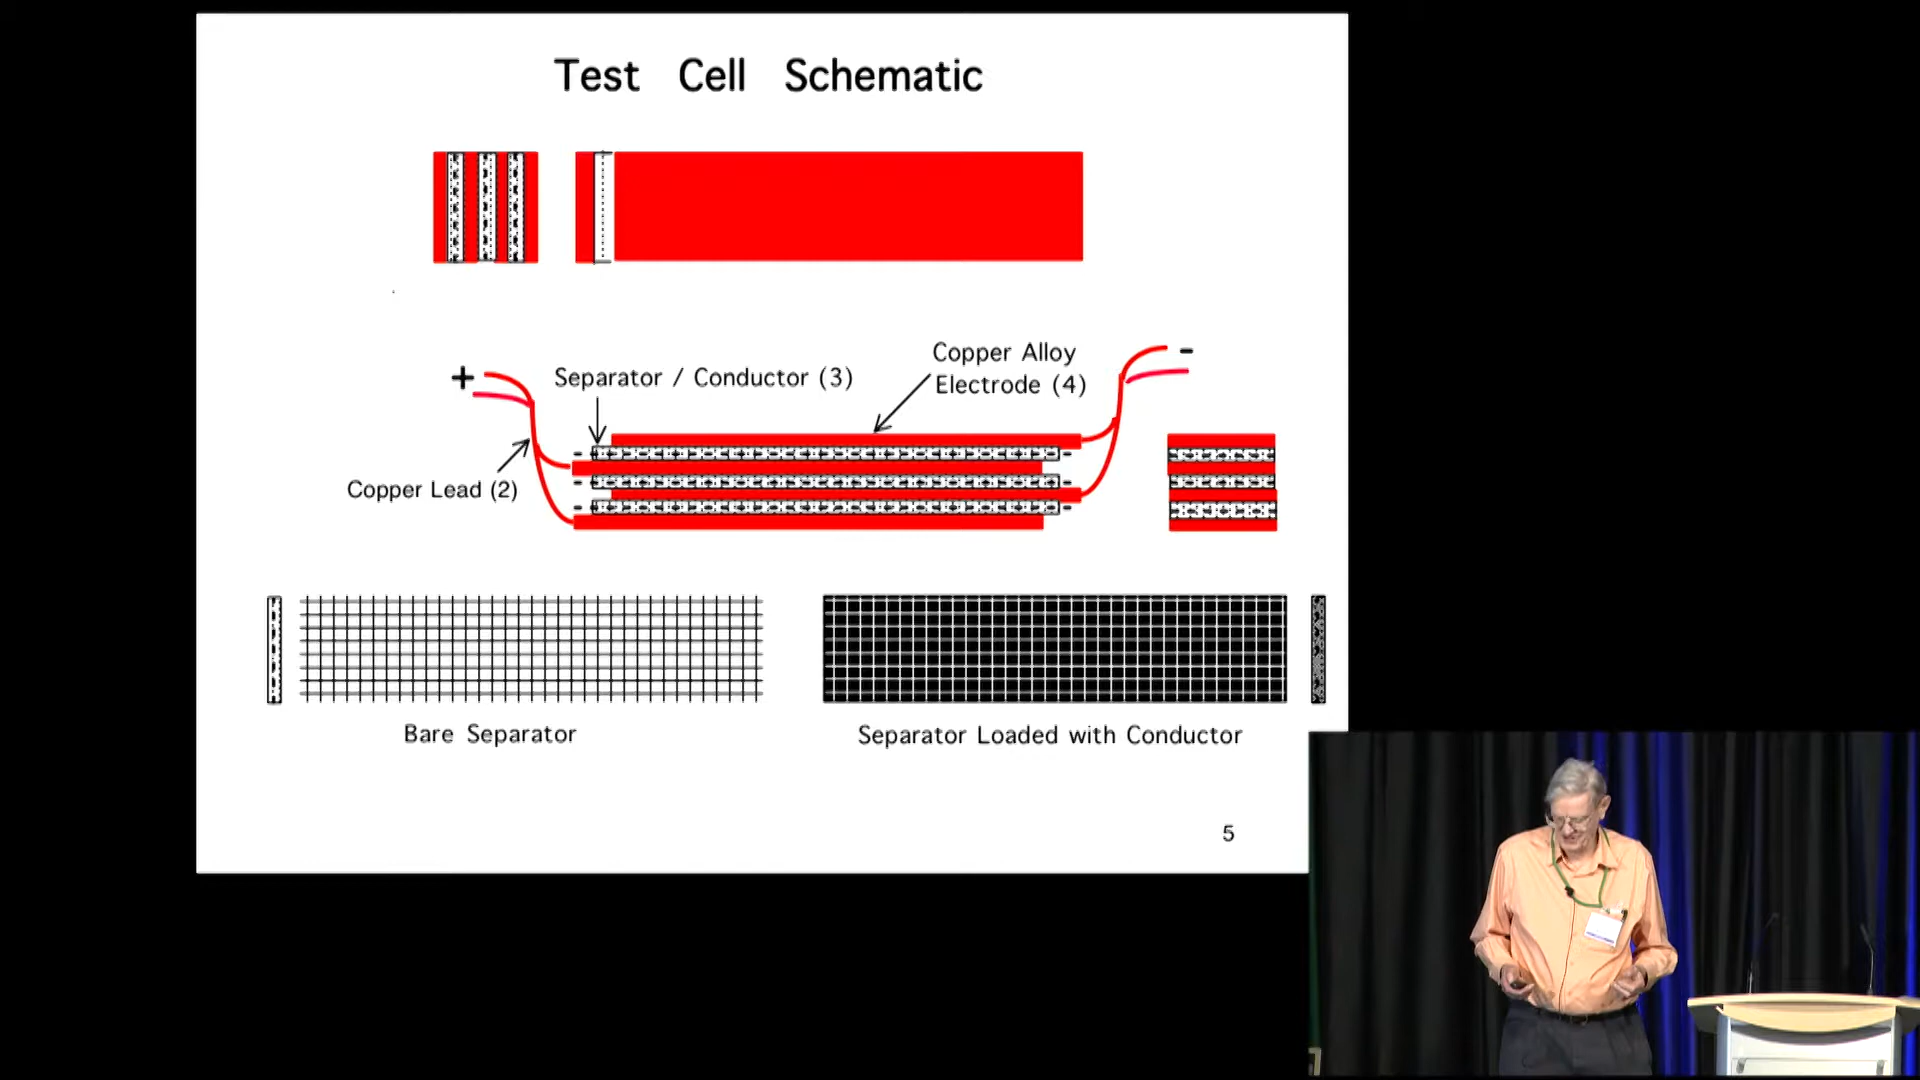 Test Cell Schematic
+
-
Separator / Conductor (3)
Copper Alloy
Electrode (4)
Copper Lead (2)
Bare Separator
Separator Loaded with Conductor
5